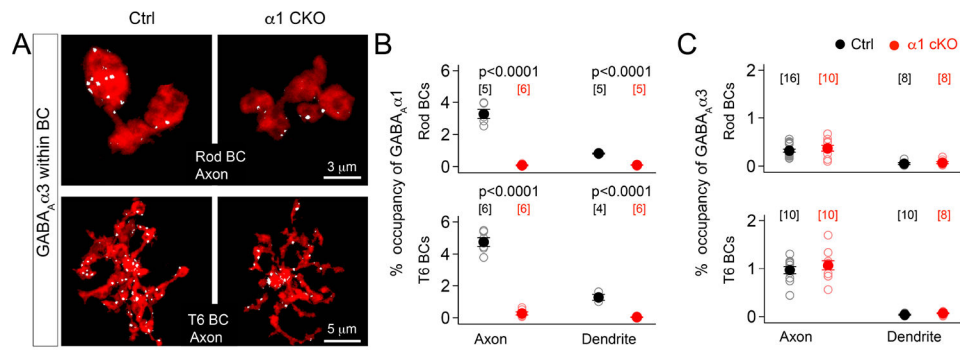 Ctrl
α1 CKO
A
GABAAα3 within BC
Rod BC
Axon
3 μm
T6 BC
Axon
5 μm
B
% occupancy of GABAAα1
Rod BCs
T6 BCs
6
4
2
0
p<0.0001
p<0.0001
[5]
[6]
[5]
[5]
6
4
2
0
p<0.0001
p<0.0001
[6]
[6]
[4]
[6]
Axon
Dendrite
C
Ctrl
α1 cKO
% occupancy of GABAAα3
Rod BCs
T6 BCs
2
1
0
[16]
[10]
[8]
[8]
2
1
0
[10]
[10]
[10]
[8]
Axon
Dendrite